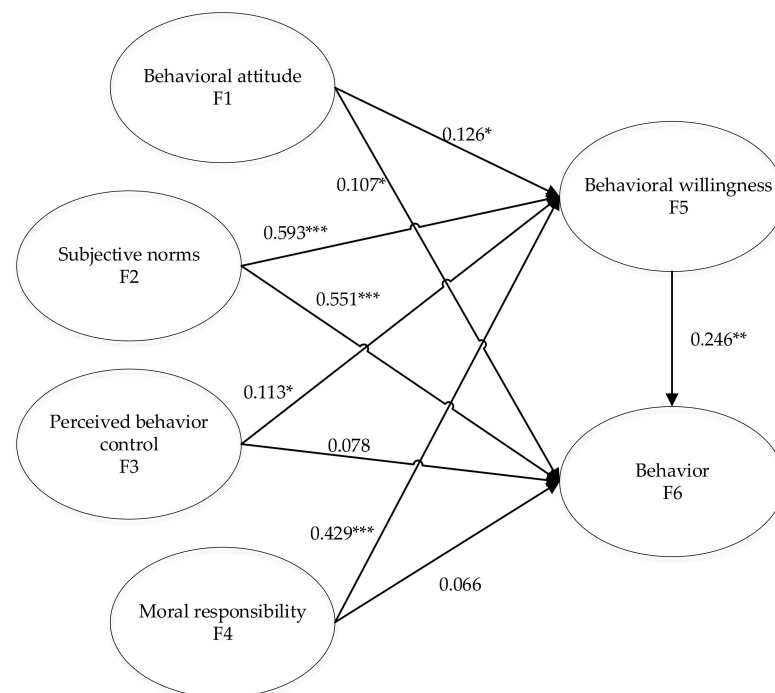 Behavioral attitude
F1
0.126*
Behavioral willingness
F5
0.107*
0.593***
Subjective norms
F2
0.551***
0.246**
0.113*
Perceived behavior
control
F3
0.078
Behavior
F6
0.429***
0.066
Moral responsibility
F4